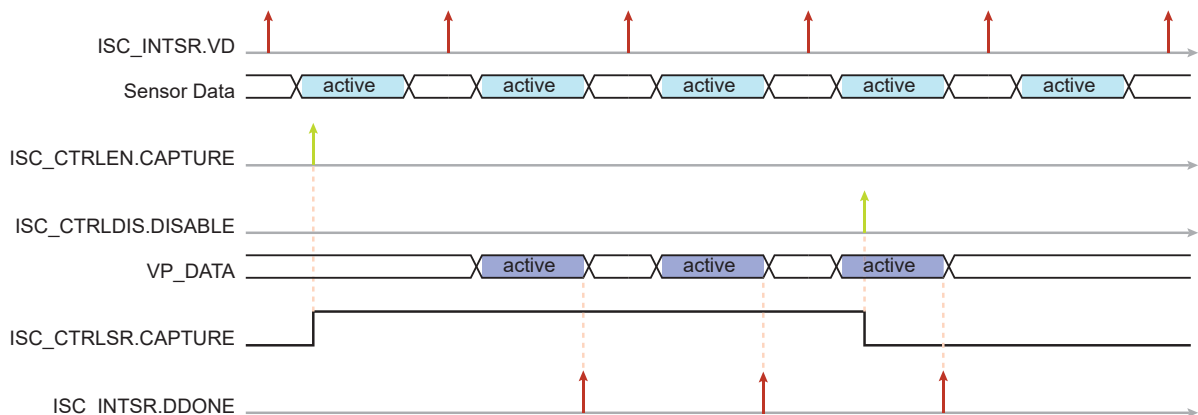 ISC_INTSR.VD
Sensor Data
active active active active active
ISC_CTRLEN.CAPTURE
ISC_CTRLDIS.DISABLE
VP_DATA
active active active
ISC_CTRLSR.CAPTURE
ISC_INTSR.DDONE